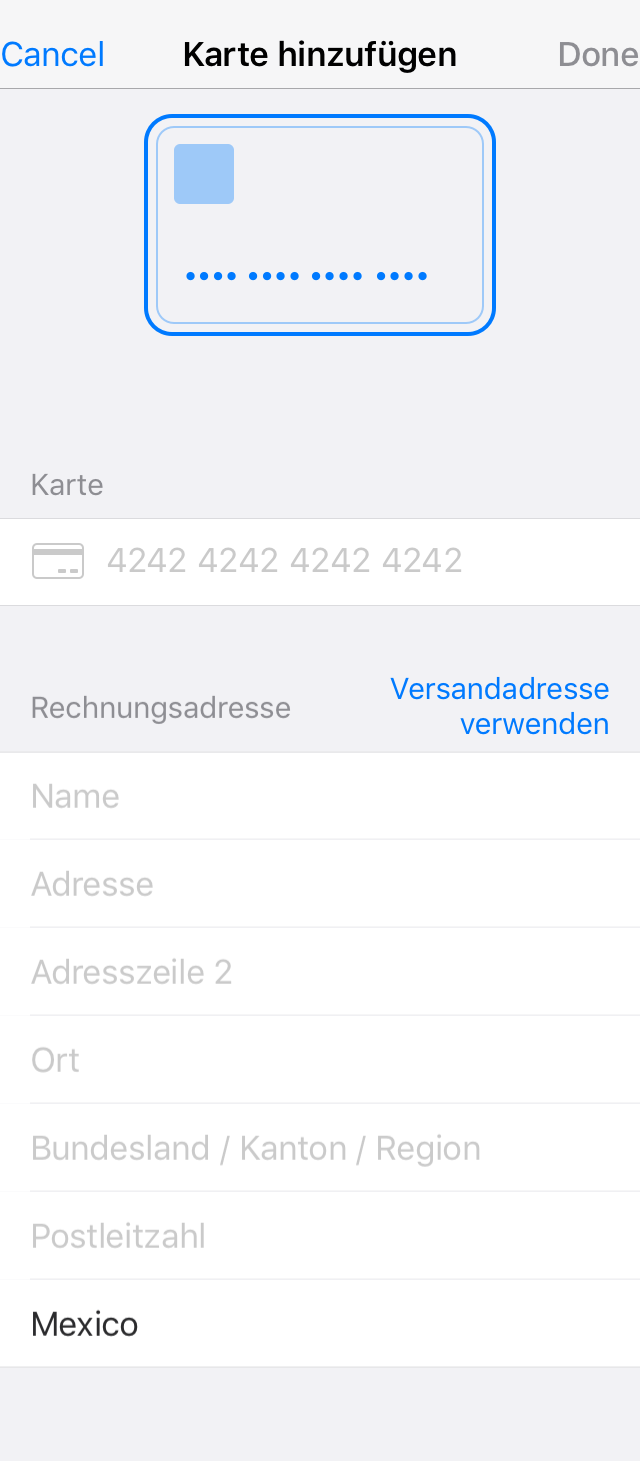 Cancel Karte hinzufügen Done
•••• •••• •••• ••••
Karte
4242 4242 4242 4242
Versandadresse
Rechnungsadresse
verwenden
Name
Adresse
Adresszeile 2
Ort
Bundesland / Kanton / Region
Postleitzahl
Mexico